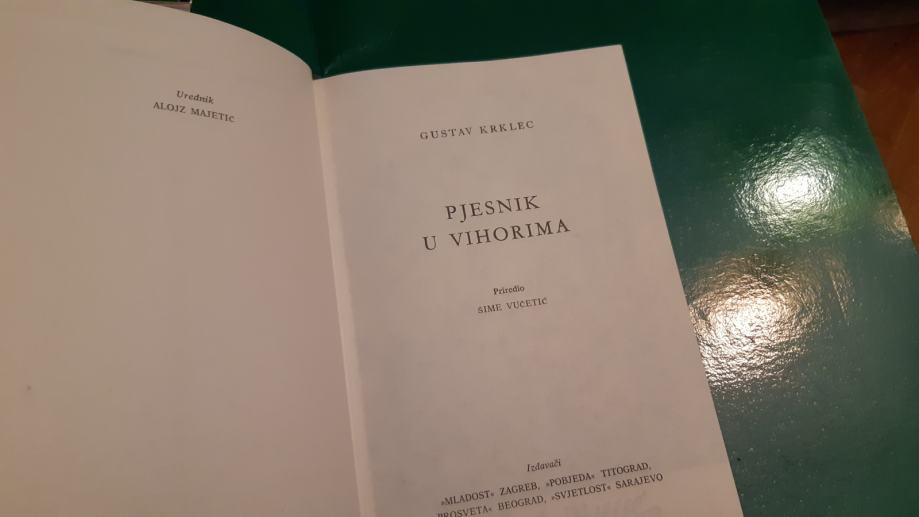 Urednik
ALOJZ MAJETIĆ
GUSTAV KRKLEC
PJESNIK
U VIHORIMA
Priredio
ŠIME VUČETIĆ
Izdavači
»MLADOST« ZAGREB, »POBJEDA« TITOGRAD,
PROSVETA« BEOGRAD, »SVJETLOST« SARAJEVO